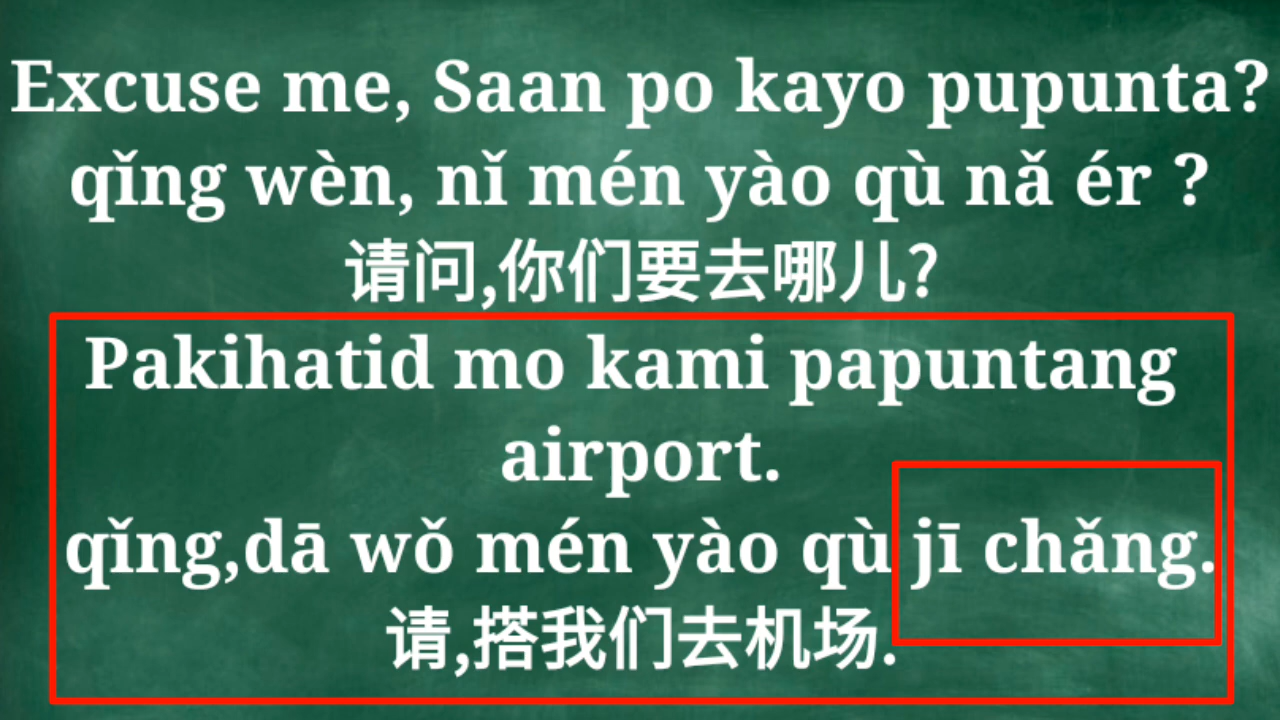 Excuse me, Saan po kayo pupunta?
qǐng wèn, nǐ mén yào qù nǎ ér ?
请问,你们要去哪儿?
Pakihatid mo kami papuntang
airport.
qǐng,dā wǒ mén yào qù jī chǎng.
请,搭我们去机场.